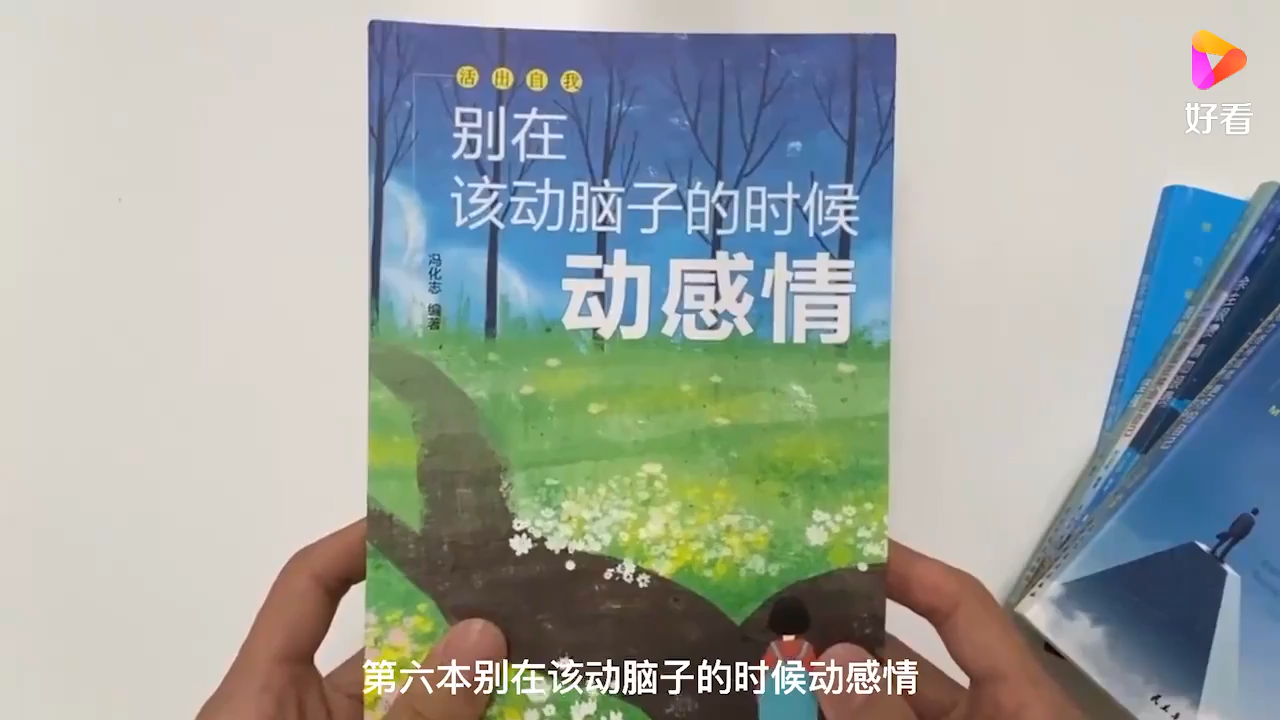 活出自我
别在
该动脑子的时候
动感情
冯化志 编著
好看
第六本别在该动脑子的时候动感情